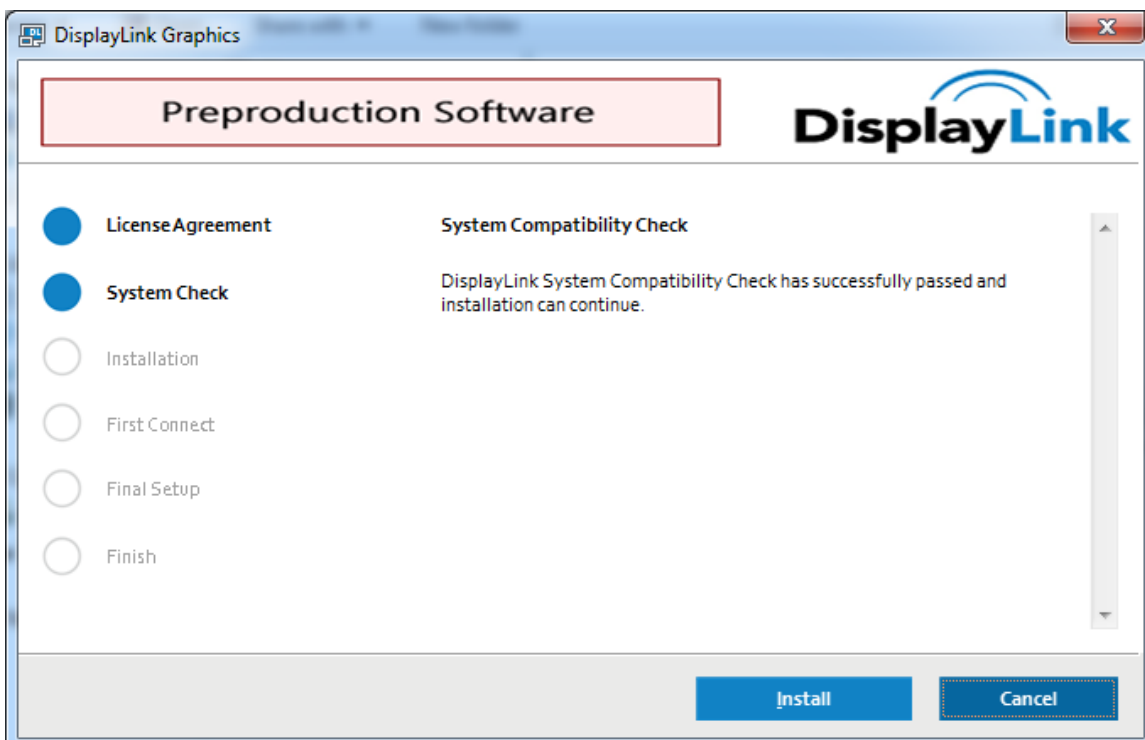 DisplayLink Graphics
Preproduction Software
DisplayLink
License Agreement
System Check
Installation
First Connect
Final Setup
Finish
System Compatibility Check
DisplayLink System Compatibility Check has successfully passed and
installation can continue.
Install
Cancel